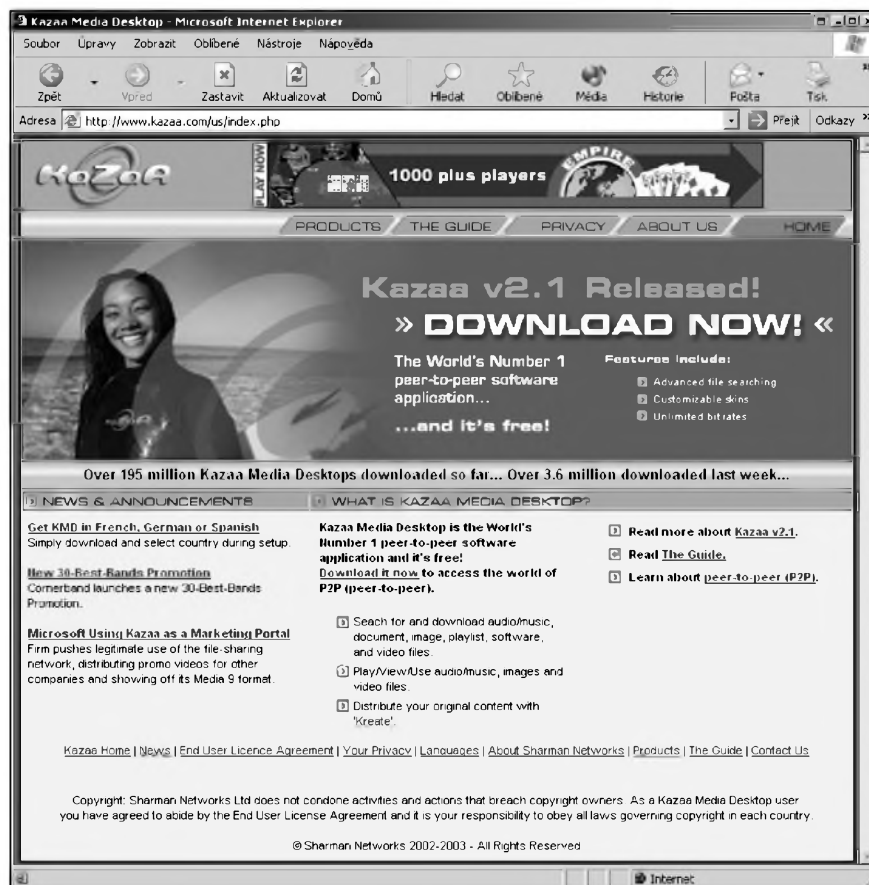 Kazaa Media Desktop - Microsoft Internet Explorer
Soubor Úpravy Zobrazit Oblíbené Nástroje Nápověda
Zpět Vpřed Zastavit Aktualizovat Domů Hledat Oblíbené Média Historie Pošta Tisk
Adresa http://www.kazaa.com/us/index.php Přejít Odkazy
KaZaA
PLAY NOW
1000 plus players
EMPIRE
PRODUCTS THE GUIDE PRIVACY ABOUT US HOME
Kazaa v2.1 Released!
» DOWNLOAD NOW! «
The World's Number 1
peer-to-peer software
application...
...and it's free!
Features Include:
Advanced file searching
Customizable skins
Unlimited bitrates
Over 195 million Kazaa Media Desktops downloaded so far... Over 3.6 million downloaded last week...
NEWS & ANNOUNCEMENTS
Get KMD in French, German or Spanish
Simply download and select country during setup.
New 30-Best-Bands Promotion
Cornerband launches a new 30-Best-Bands
Promotion.
Microsoft Using Kazaa as a Marketing Portal
Firm pushes legitimate use of the file-sharing
network, distributing promo videos for other
companies and showing off its Media 9 format.
WHAT IS KAZAA MEDIA DESKTOP?
Kazaa Media Desktop is the World's
Number 1 peer-to-peer software
application and it's free!
Download it now to access the world of
P2P (peer-to-peer).
Seach for and download audio/music,
document, image, playlist, software,
and video files.
Play/View/Use audio/music, images and
video files.
Distribute your original content with
'Kreate'.
Read more about Kazaa v2.1.
Read The Guide.
Learn about peer-to-peer (P2P).
Kazaa Home | News | End User Licence Agreement | Your Privacy | Languages | About Sharman Networks | Products | The Guide | Contact Us
Copyright: Sharman Networks Ltd does not condone activities and actions that breach copyright owners. As a Kazaa Media Desktop user
you have agreed to abide by the End User License Agreement and it is your responsibility to obey all laws governing copyright in each country.
© Sharman Networks 2002-2003 - All Rights Reserved
Internet